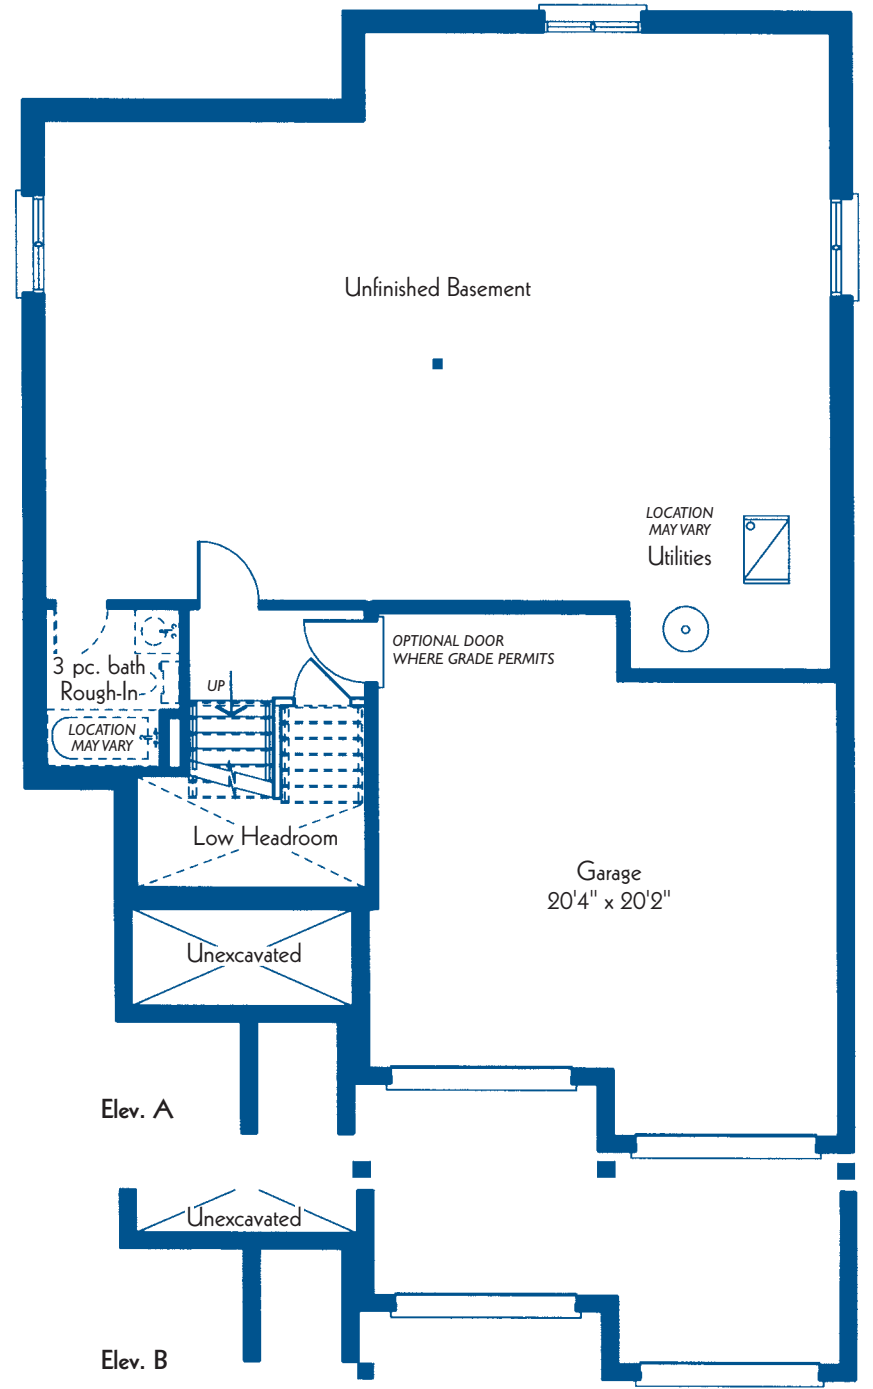 Unfinished Basement
LOCATION
MAY VARY
Utilities
OPTIONAL DOOR
WHERE GRADE PERMITS
3 pc. bath
Rough-In
UP
LOCATION
MAY VARY
Low Headroom
Garage
20'4" x 20'2"
Unexcavated
Elev. A
Unexcavated
Elev. B